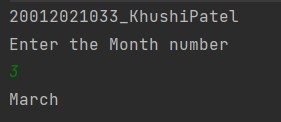 20012021033_KhushiPatel
Enter the Month number
3
March